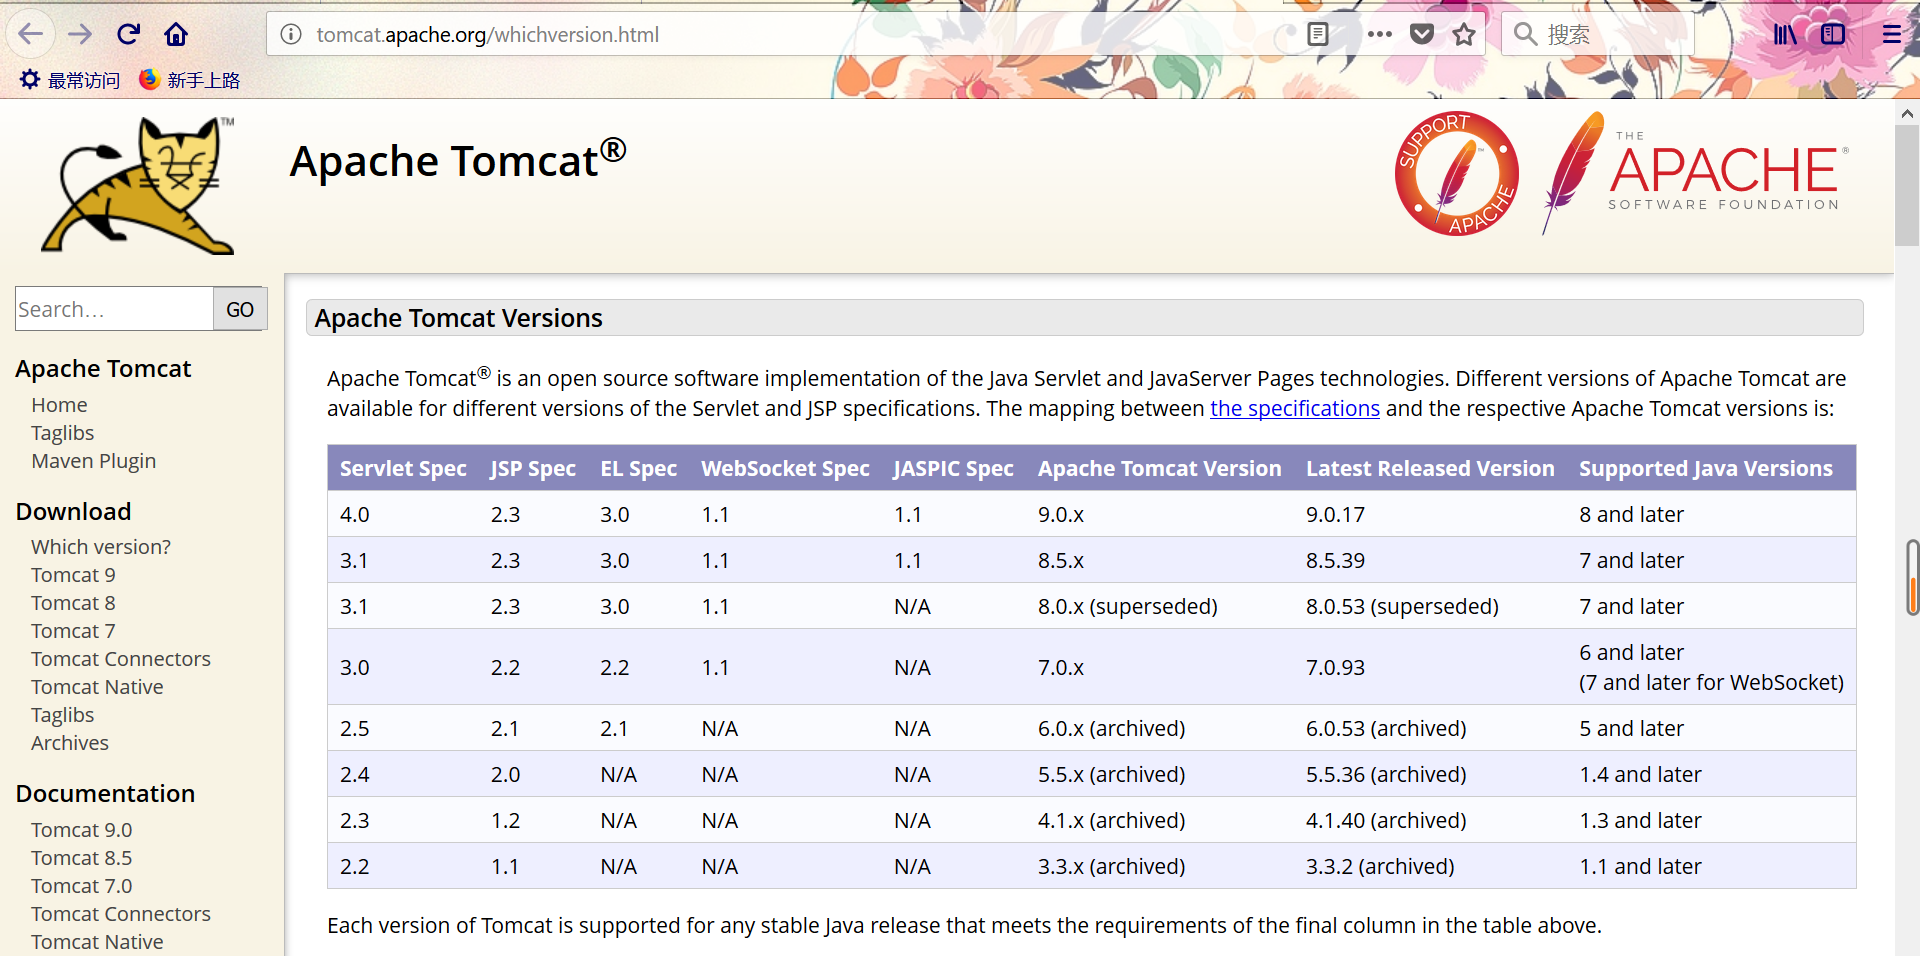 tomcat.apache.org/whichversion.html
搜索
最常访问 新手上路
TM
Apache Tomcat®
SUPPORT APACHE
THE
APACHE®
SOFTWARE FOUNDATION
Search…
GO
Apache Tomcat
Home
Taglibs
Maven Plugin
Download
Which version?
Tomcat 9
Tomcat 8
Tomcat 7
Tomcat Connectors
Tomcat Native
Taglibs
Archives
Documentation
Tomcat 9.0
Tomcat 8.5
Tomcat 7.0
Tomcat Connectors
Tomcat Native
Apache Tomcat Versions
Apache Tomcat® is an open source software implementation of the Java Servlet and JavaServer Pages technologies. Different versions of Apache Tomcat are
available for different versions of the Servlet and JSP specifications. The mapping between the specifications and the respective Apache Tomcat versions is:
Servlet Spec JSP Spec EL Spec WebSocket Spec JASPIC Spec Apache Tomcat Version Latest Released Version Supported Java Versions
4.0 2.3 3.0 1.1 1.1 9.0.x 9.0.17 8 and later
3.1 2.3 3.0 1.1 1.1 8.5.x 8.5.39 7 and later
3.1 2.3 3.0 1.1 N/A 8.0.x (superseded) 8.0.53 (superseded) 7 and later
3.0 2.2 2.2 1.1 N/A 7.0.x 7.0.93 6 and later
(7 and later for WebSocket)
2.5 2.1 2.1 N/A N/A 6.0.x (archived) 6.0.53 (archived) 5 and later
2.4 2.0 N/A N/A N/A 5.5.x (archived) 5.5.36 (archived) 1.4 and later
2.3 1.2 N/A N/A N/A 4.1.x (archived) 4.1.40 (archived) 1.3 and later
2.2 1.1 N/A N/A N/A 3.3.x (archived) 3.3.2 (archived) 1.1 and later
Each version of Tomcat is supported for any stable Java release that meets the requirements of the final column in the table above.